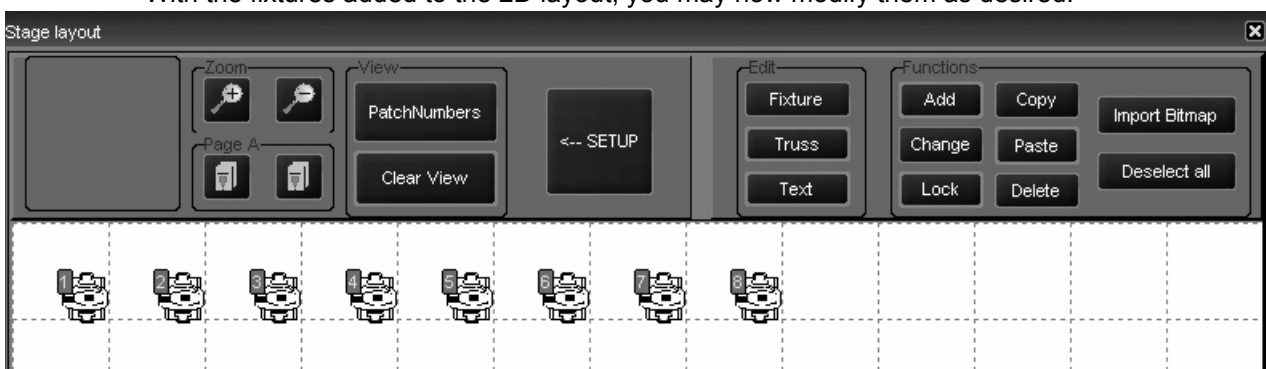 With the fixtures added to the 2D layout, you may now modify them as desired.
Stage layout
Zoom
View
Edit
Functions
PatchNumbers
<-- SETUP
Fixture
Add
Copy
Import Bitmap
Page A
Truss
Change
Paste
Clear View
Deselect all
Text
Lock
Delete
1 2 3 4 5 6 7 8